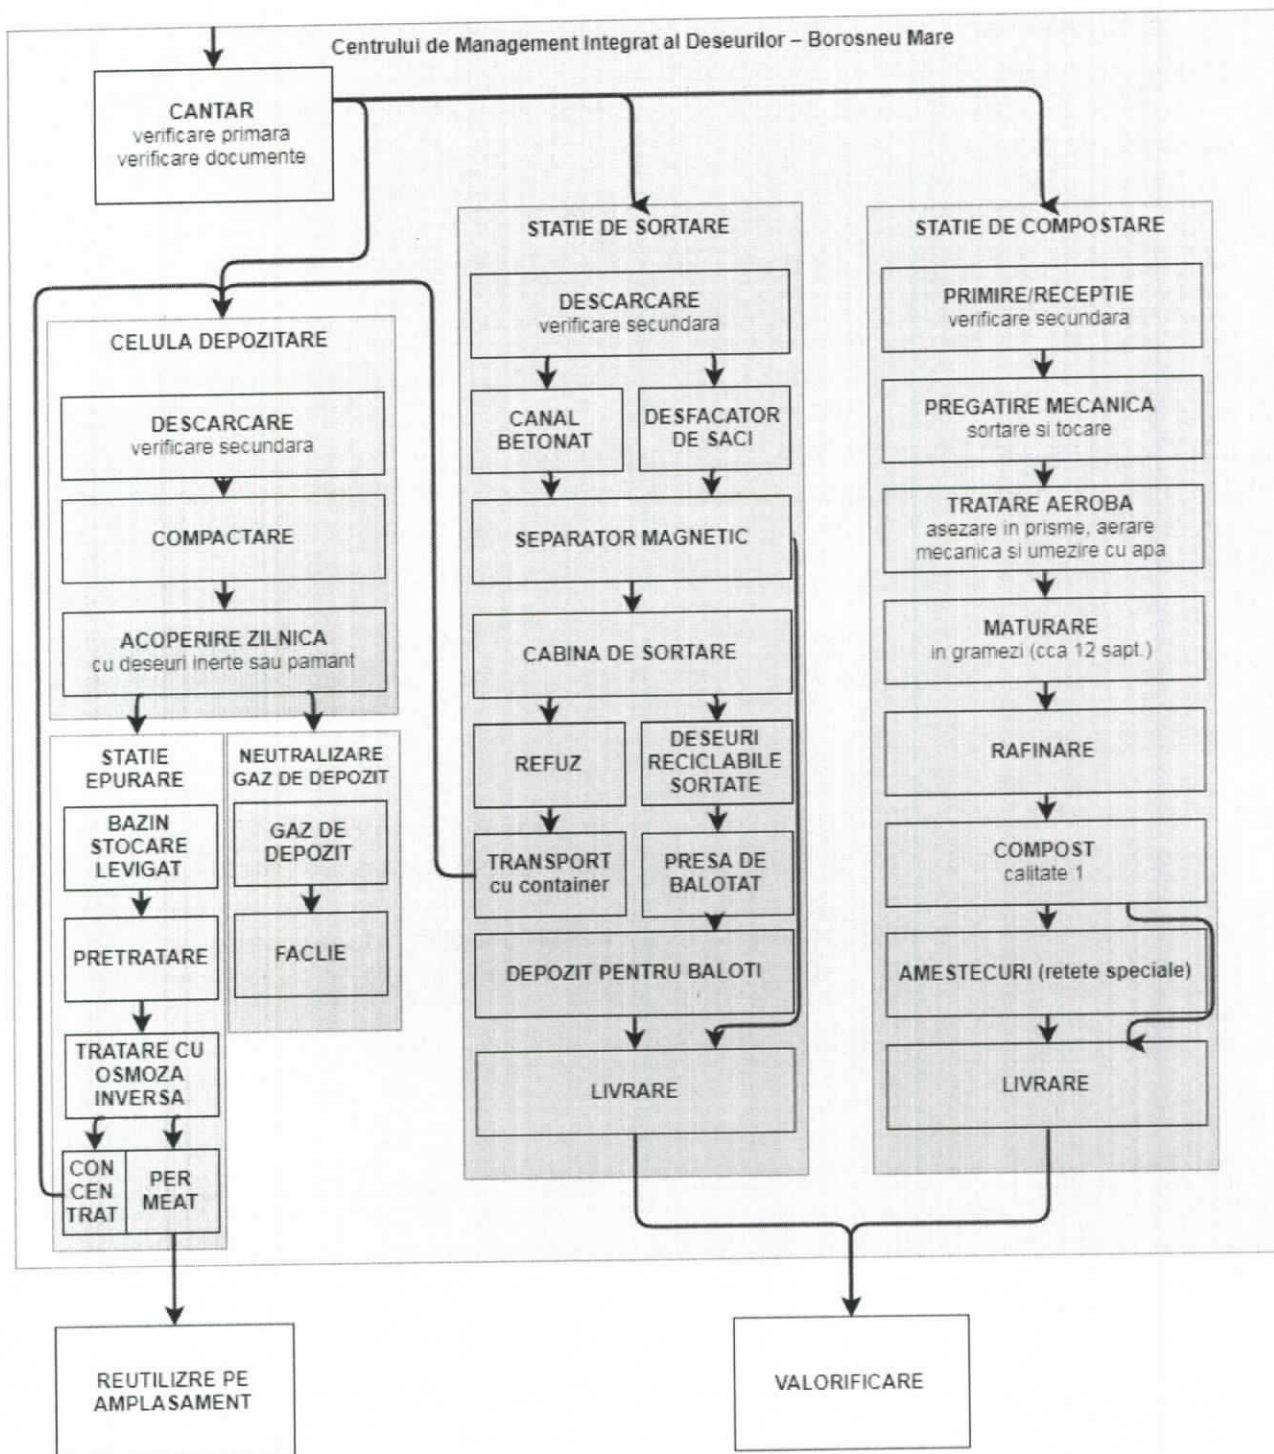 Centrului de Management Integrat al Deseurilor – Borosneu Mare
CANTAR
verificare primara
verificare documente
CELULA DEPOZITARE
DESCARCARE
verificare secundara
COMPACTARE
ACOPERIRE ZILNICA
cu deseuri inerte sau pamant
STATIE
EPURARE
BAZIN
STOCARE
LEVIGAT
PRETRATARE
TRATARE CU
OSMOZA
INVERSA
CON
CEN
TRAT
PER
MEAT
NEUTRALIZARE
GAZ DE DEPOZIT
GAZ DE
DEPOZIT
FACLIE
STATIE DE SORTARE
DESCARCARE
verificare secundara
CANAL
BETONAT
DESFACATOR
DE SACI
SEPARATOR MAGNETIC
CABINA DE SORTARE
REFUZ
DESEURI
RECICLABILE
SORTATE
TRANSPORT
cu container
PRESA DE
BALOTAT
DEPOZIT PENTRU BALOTI
LIVRARE
STATIE DE COMPOSTARE
PRIMIRE/RECEPTIE
verificare secundara
PREGATIRE MECANICA
sortare si tocare
TRATARE AEROBA
asezare in prisme, aerare
mecanica si umezire cu apa
MATURARE
in gramezi (cca 12 sapt.)
RAFINARE
COMPOST
calitate 1
AMESTECURI (retete speciale)
LIVRARE
REUTILIZRE PE
AMPLASAMENT
VALORIFICARE